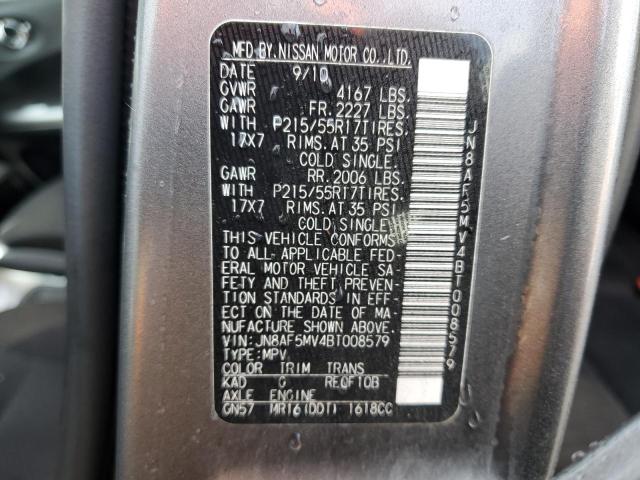 MFD BY NISSAN MOTOR CO., LTD.
DATE 9/10
GVWR 4167 LBS.
GAWR FR. 2227 LBS.
WITH P215/55R17TIRES.
17X7 RIMS. AT 35 PSI
COLD SINGLE.
GAWR RR. 2006 LBS.
WITH P215/55R17TIRES.
17X7 RIMS. AT 35 PSI
COLD SINGLE.
THIS VEHICLE CONFORMS
TO ALL APPLICABLE FED-
ERAL MOTOR VEHICLE SA-
FETY AND THEFT PREVEN-
TION STANDARDS IN EFF-
ECT ON THE DATE OF MA-
NUFACTURE SHOWN ABOVE.
VIN: JN8AF5MV4BT008579
TYPE: MPV
COLOR TRIM TRANS
KAD G RE0F10B
AXLE ENGINE
GN57 MR16(DDT) 1618CC
JN8AF5MV4BT008579